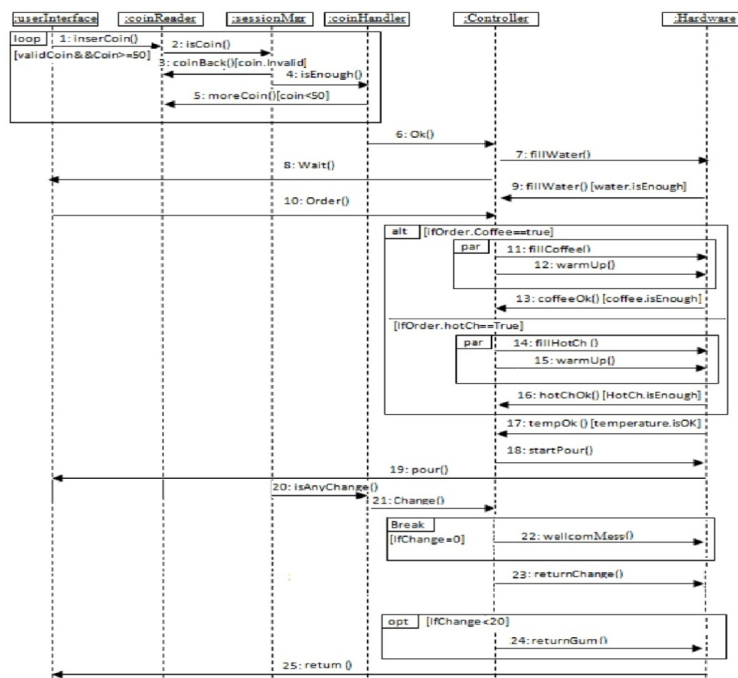 :userInterface :coinReader :sessionMgr :coinHandler :Controller :Hardware
loop
1: inserCoin()
2: isCoin()
[validCoin&&Coin>=50]
3: coinBack()[coin.Invalid]
4: isEnough()
5: moreCoin()[coin<50]
6: Ok()
7: fillWater()
8: Wait()
9: fillWater()[water.isEnough]
10: Order()
alt [IfOrder.Coffee==true]
par
11: fillCoffee()
12: warmUp()
13: coffeeOk()[coffee.isEnough]
[IfOrder.hotCh==True]
par
14: fillHotCh()
15: warmUp()
16: hotChOk()[HotCh.isEnough]
17: tempOk()[temperature.isOK]
18: startPour()
19: pour()
20: isAnyChange()
21: Change()
Break
[IfChange=0]
22: wellcomMess()
23: returnChange()
opt [IfChange<20]
24: returnGum()
25: return()